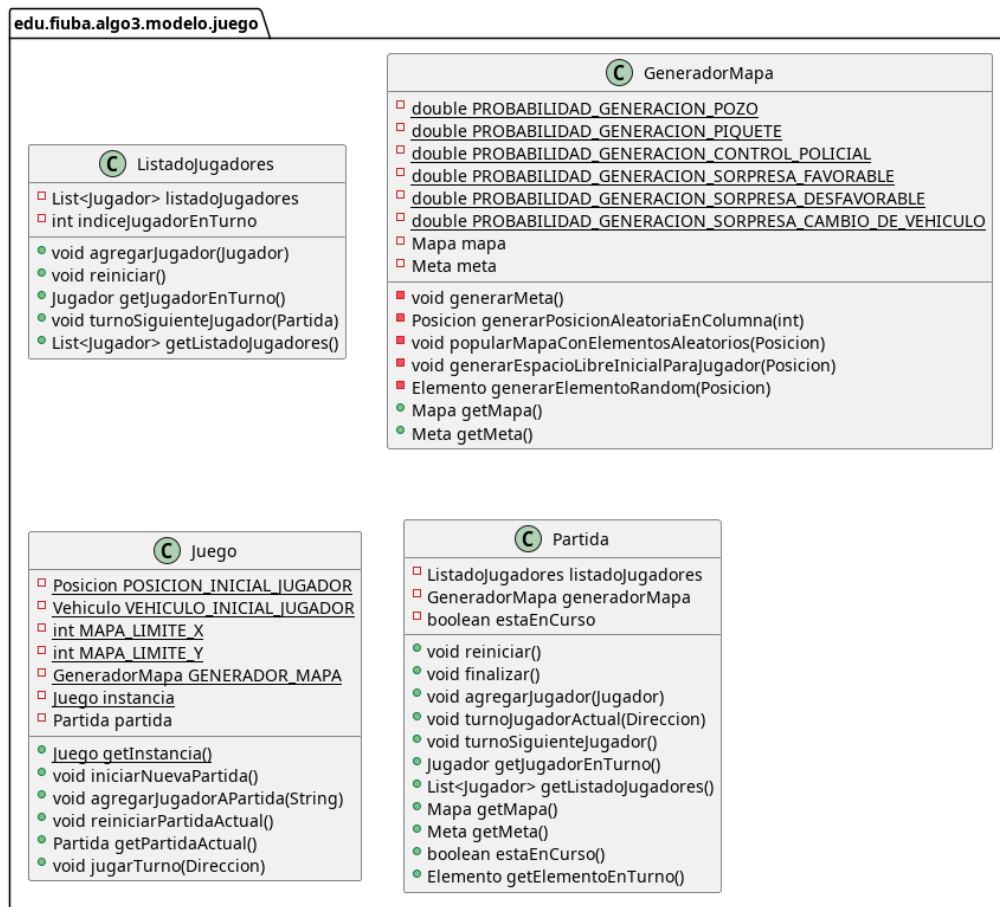 edu.fiuba.algo3.modelo.juego
C ListadoJugadores
List<Jugador> listadoJugadores
int indiceJugadorEnTurno
void agregarJugador(Jugador)
void reiniciar()
Jugador getJugadorEnTurno()
void turnoSiguienteJugador(Partida)
List<Jugador> getListadoJugadores()
C GeneradorMapa
double PROBABILIDAD_GENERACION_POZO
double PROBABILIDAD_GENERACION_PIQUETE
double PROBABILIDAD_GENERACION_CONTROL_POLICIAL
double PROBABILIDAD_GENERACION_SORPRESA_FAVORABLE
double PROBABILIDAD_GENERACION_SORPRESA_DESFAVORABLE
double PROBABILIDAD_GENERACION_SORPRESA_CAMBIO_DE_VEHICULO
Mapa mapa
Meta meta
void generarMeta()
Posicion generarPosicionAleatoriaEnColumna(int)
void popularMapaConElementosAleatorios(Posicion)
void generarEspacioLibreInicialParaJugador(Posicion)
Elemento generarElementoRandom(Posicion)
Mapa getMapa()
Meta getMeta()
C Juego
Posicion POSICION_INICIAL_JUGADOR
Vehiculo VEHICULO_INICIAL_JUGADOR
int MAPA_LIMITE_X
int MAPA_LIMITE_Y
GeneradorMapa GENERADOR_MAPA
Juego instancia
Partida partida
Juego getInstancia()
void iniciarNuevaPartida()
void agregarJugadorAPartida(String)
void reiniciarPartidaActual()
Partida getPartidaActual()
void jugarTurno(Direccion)
C Partida
ListadoJugadores listadoJugadores
GeneradorMapa generadorMapa
boolean estaEnCurso
void reiniciar()
void finalizar()
void agregarJugador(Jugador)
void turnoJugadorActual(Direccion)
void turnoSiguienteJugador()
Jugador getJugadorEnTurno()
List<Jugador> getListadoJugadores()
Mapa getMapa()
Meta getMeta()
boolean estaEnCurso()
Elemento getElementoEnTurno()